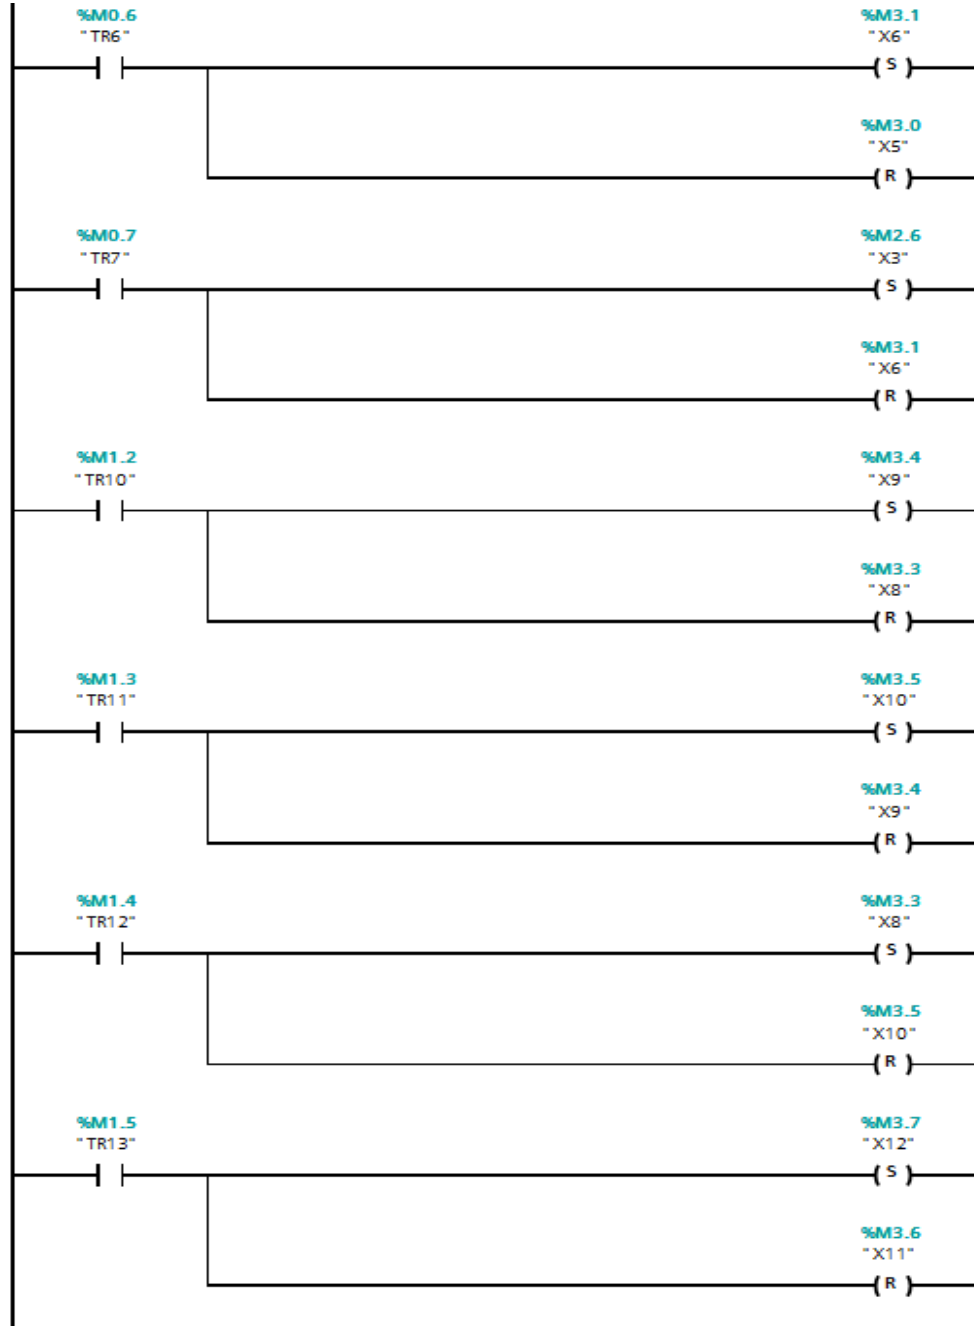 %M0.6 %M3.1
"TR6" "X6"
( S )
%M3.0
"X5"
( R )
%M0.7 %M2.6
"TR7" "X3"
( S )
%M3.1
"X6"
( R )
%M1.2 %M3.4
"TR10" "X9"
( S )
%M3.3
"X8"
( R )
%M1.3 %M3.5
"TR11" "X10"
( S )
%M3.4
"X9"
( R )
%M1.4 %M3.3
"TR12" "X8"
( S )
%M3.5
"X10"
( R )
%M1.5 %M3.7
"TR13" "X12"
( S )
%M3.6
"X11"
( R )